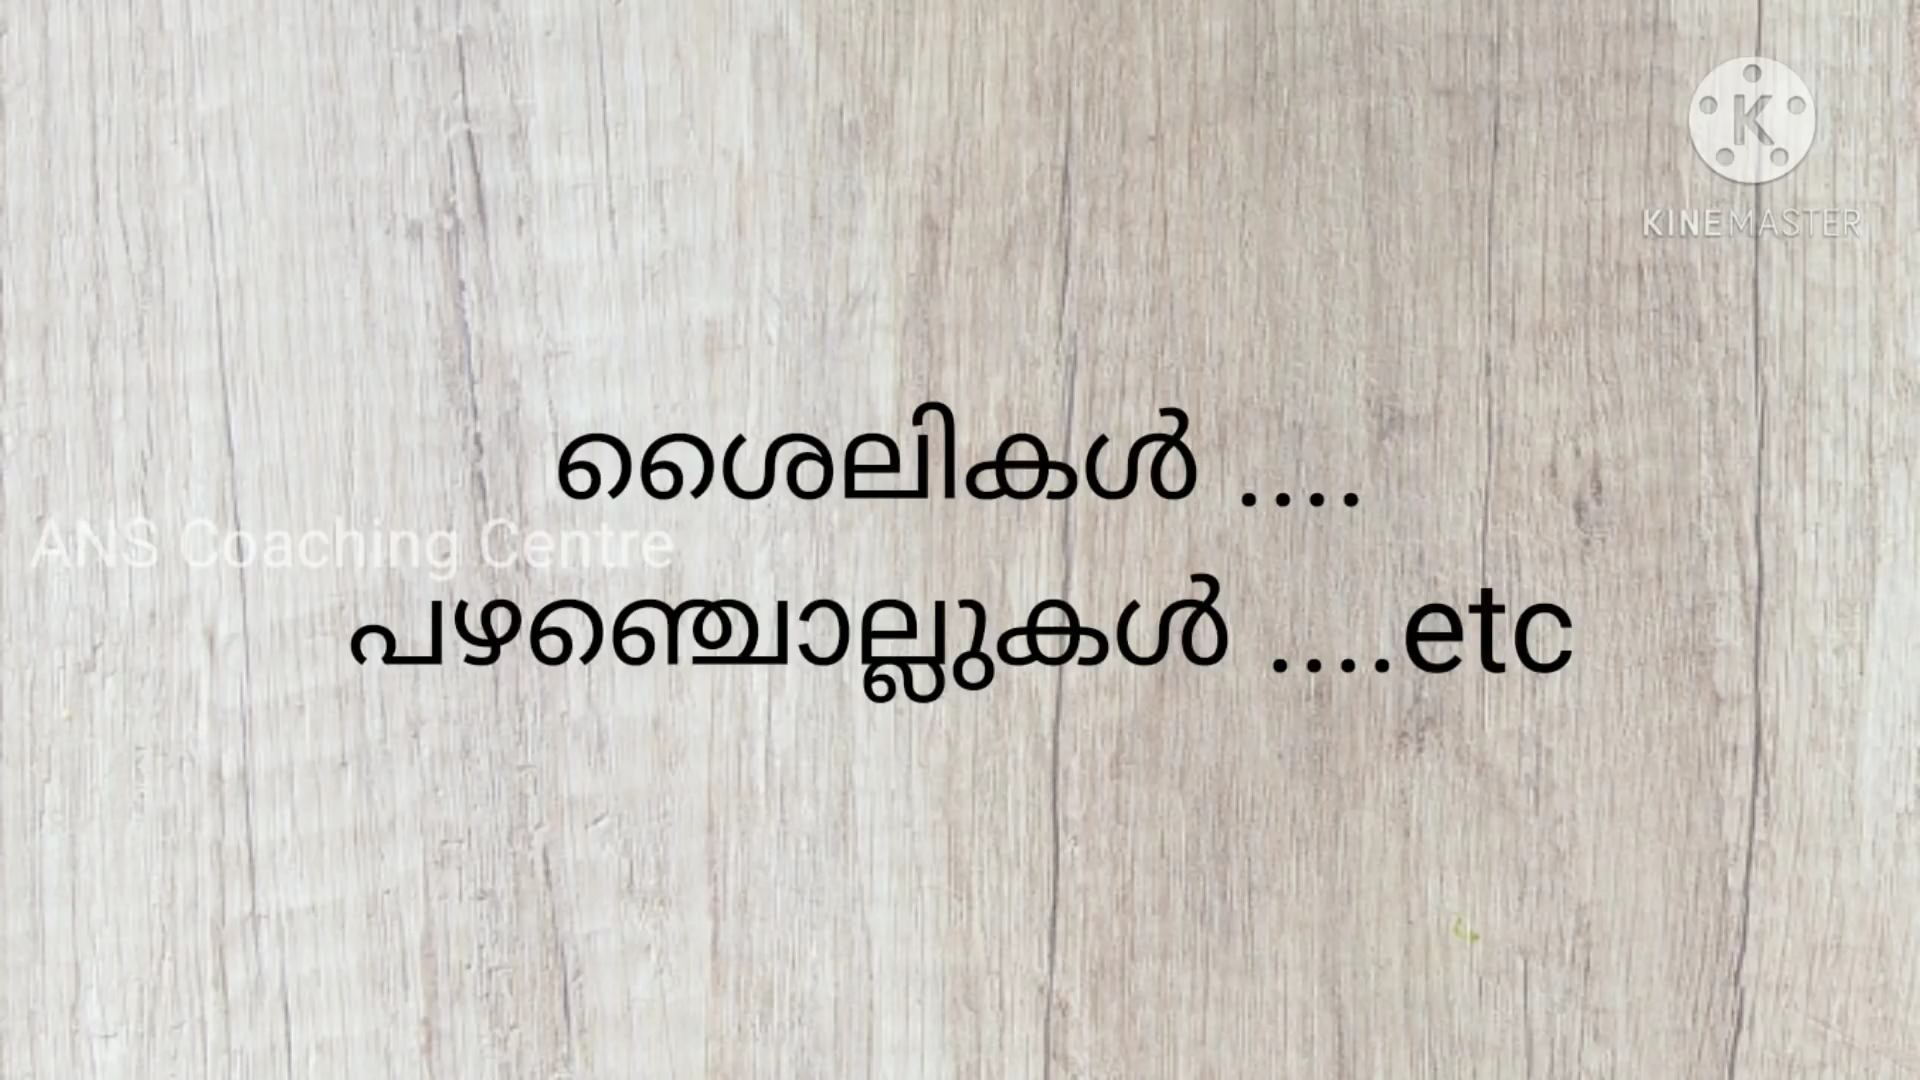 K
KINEMASTER
ശൈലികൾ ....
ANS Coaching Centre
പഴഞ്ചൊല്ലുകൾ ....etc